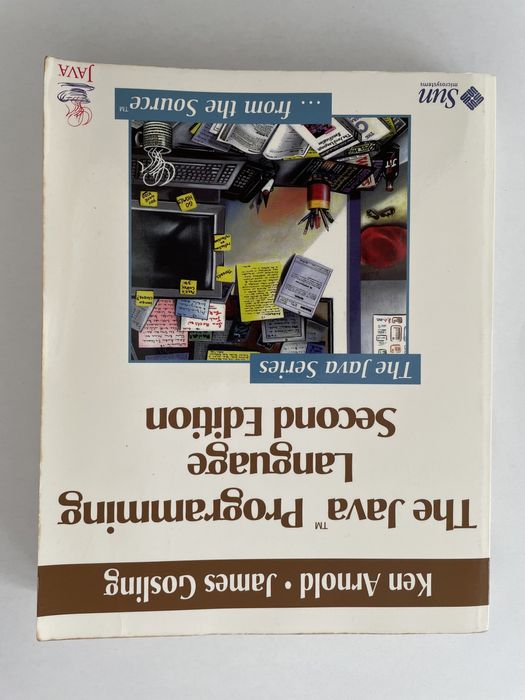 Ken Arnold • James Gosling
The Java™ Programming
Language
Second Edition
The Java Series
... from the Source™
Sun
microsystems
JAVA